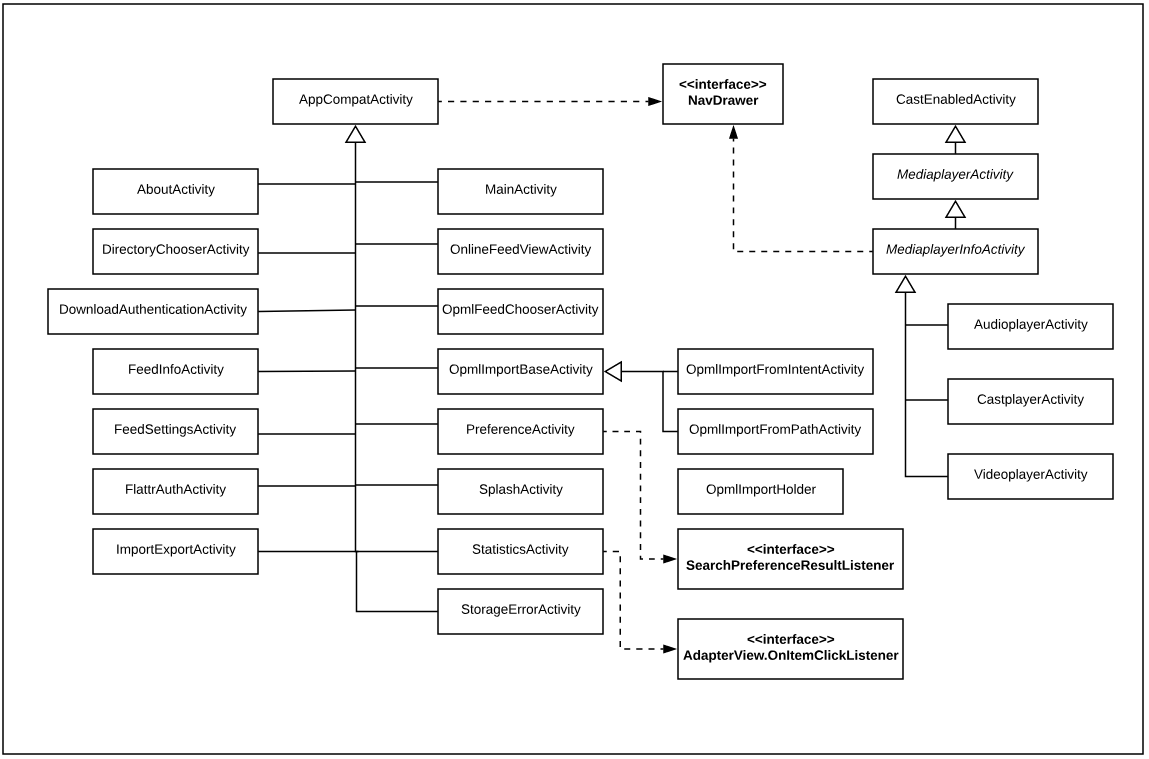 <<interface>>
NavDrawer
AppCompatActivity
CastEnabledActivity
MediaplayerActivity
AboutActivity
MainActivity
DirectoryChooserActivity
OnlineFeedViewActivity
MediaplayerInfoActivity
DownloadAuthenticationActivity
OpmlFeedChooserActivity
AudioplayerActivity
FeedInfoActivity
OpmlImportBaseActivity
OpmlImportFromIntentActivity
CastplayerActivity
FeedSettingsActivity
PreferenceActivity
OpmlImportFromPathActivity
VideoplayerActivity
FlattrAuthActivity
SplashActivity
OpmlImportHolder
ImportExportActivity
StatisticsActivity
<<interface>>
SearchPreferenceResultListener
StorageErrorActivity
<<interface>>
AdapterView.OnItemClickListener